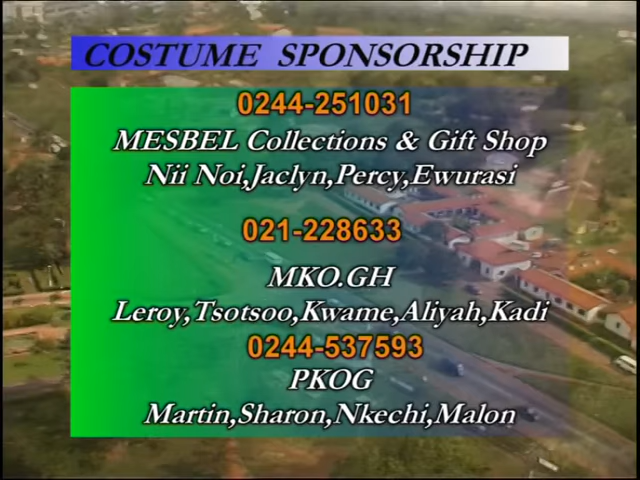 COSTUME SPONSORSHIP
0244-251031
MESBEL Collections & Gift Shop
Nii Noi,Jaclyn,Percy,Ewurasi
021-228633
MKO.GH
Leroy,Tsotsoo,Kwame,Aliyah,Kadi
0244-537593
PKOG
Martin,Sharon,Nkechi,Malon